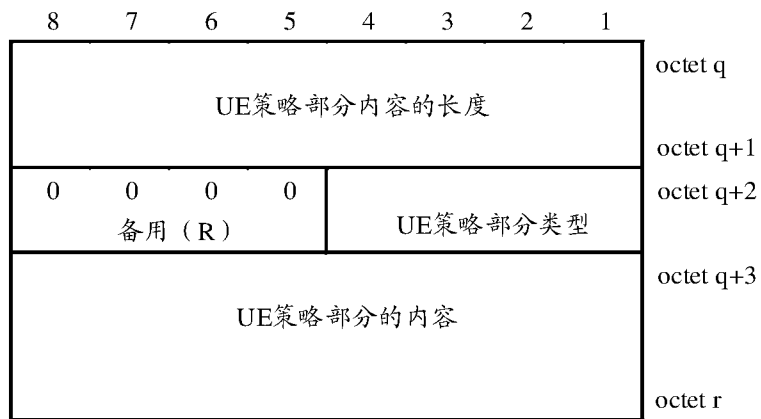 8 7 6 5 4 3 2 1
octet q
UE策略部分内容的长度
octet q+1
0 0 0 0
octet q+2
备用（R） UE策略部分类型
octet q+3
UE策略部分的内容
octet r